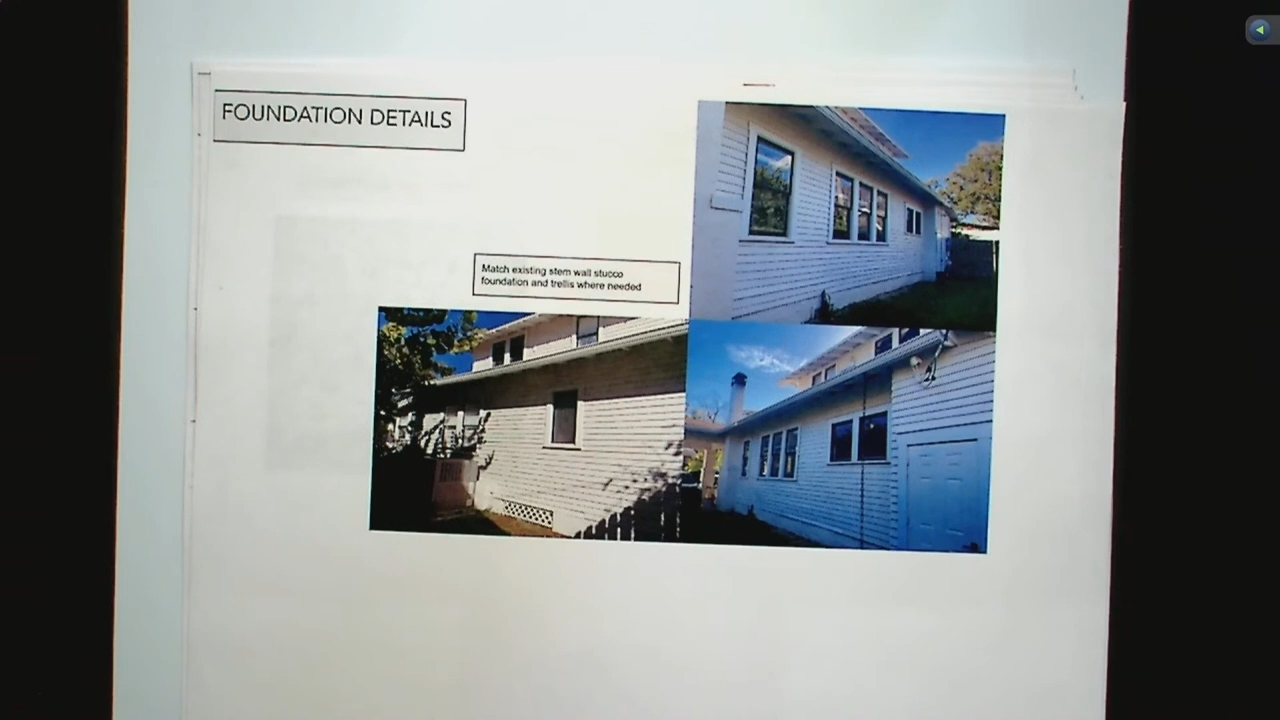 FOUNDATION DETAILS
Match existing stem wall stucco
foundation and trellis where needed